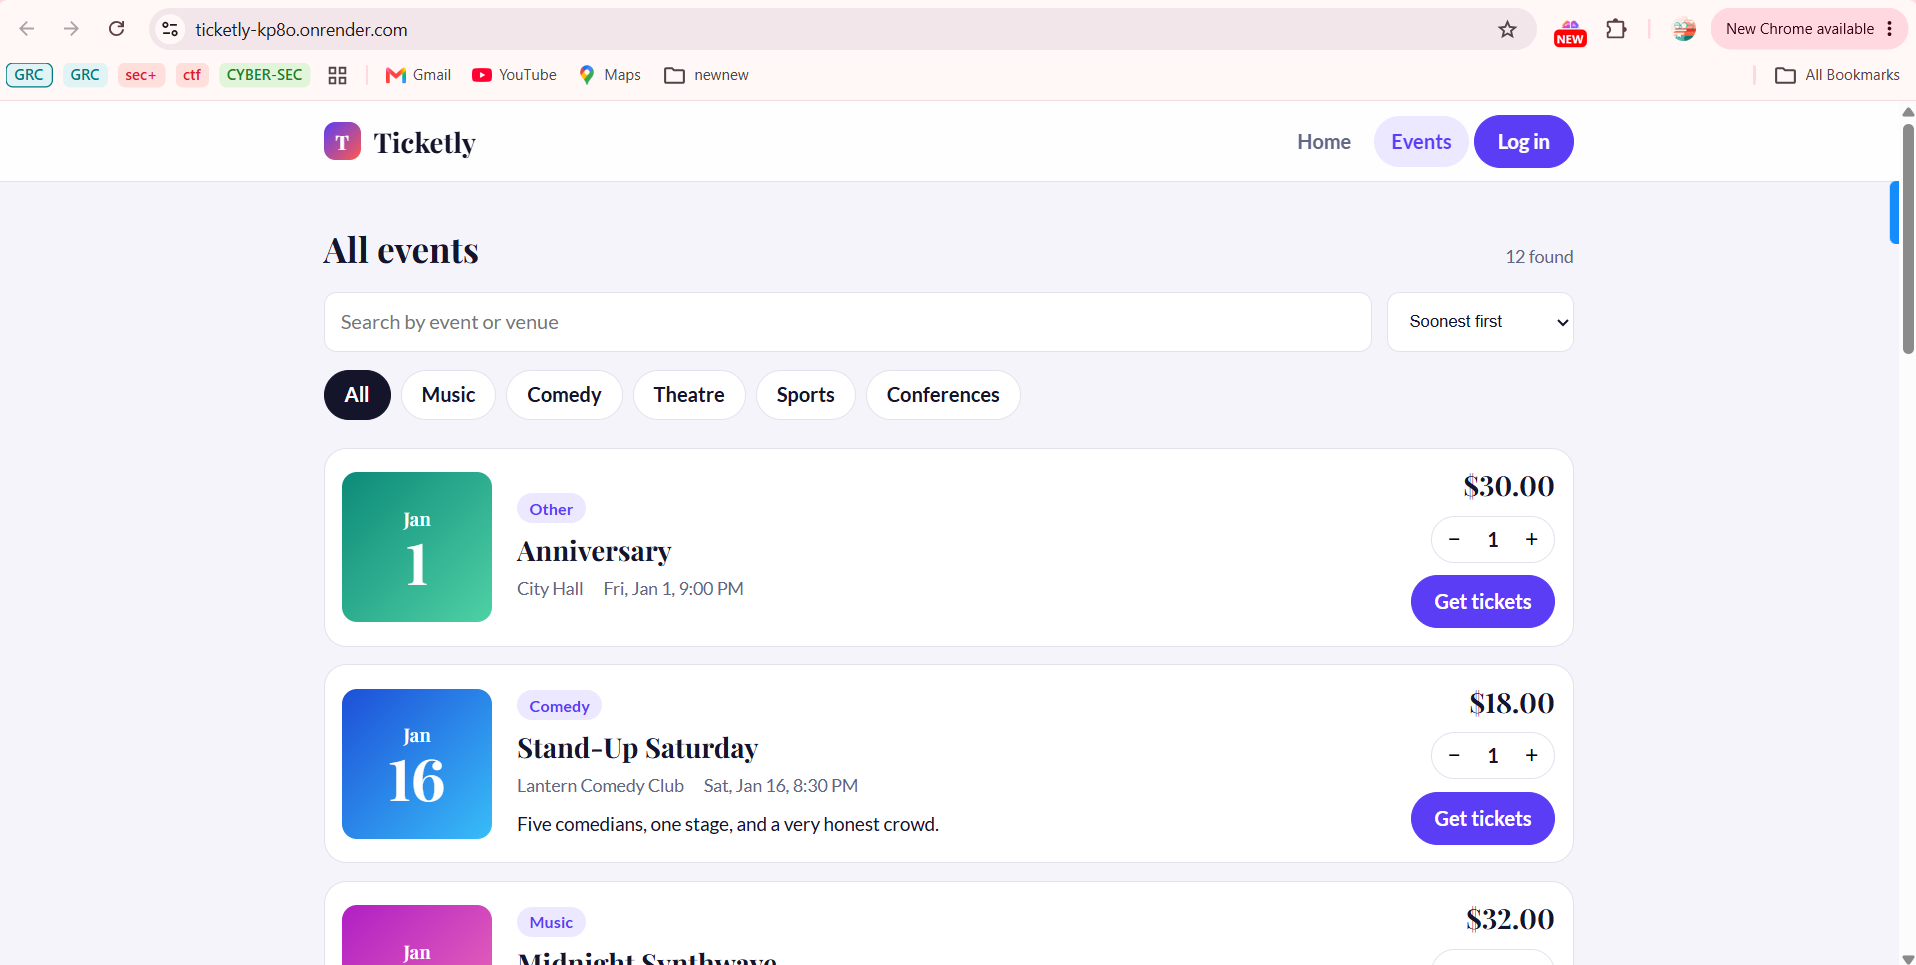 ticketly-kp8o.onrender.com
NEW
New Chrome available
GRC GRC sec+ ctf CYBER-SEC Gmail YouTube Maps newnew All Bookmarks
T Ticketly Home Events Log in
All events
12 found
Search by event or venue Soonest first
All Music Comedy Theatre Sports Conferences
Jan
1
Other
Anniversary
City Hall Fri, Jan 1, 9:00 PM
$30.00
− 1 +
Get tickets
Jan
16
Comedy
Stand-Up Saturday
Lantern Comedy Club Sat, Jan 16, 8:30 PM
Five comedians, one stage, and a very honest crowd.
$18.00
− 1 +
Get tickets
Jan
Music
Midnight Synthwave
$32.00